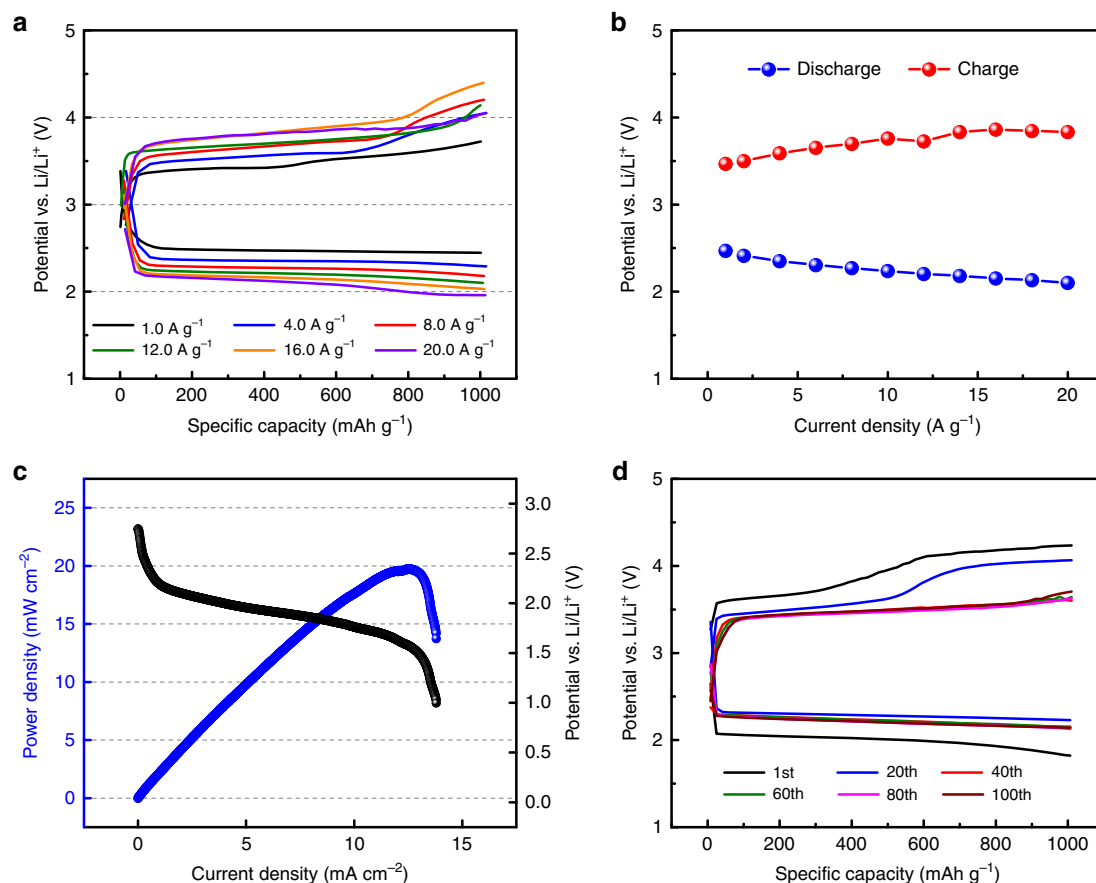 a
5
4
3
2
1
Potential vs. Li/Li⁺ (V)
1.0 A g⁻¹ 4.0 A g⁻¹ 8.0 A g⁻¹
12.0 A g⁻¹ 16.0 A g⁻¹ 20.0 A g⁻¹
0 200 400 600 800 1000
Specific capacity (mAh g⁻¹)
b
5
4
3
2
1
Potential vs. Li/Li⁺ (V)
Discharge Charge
0 5 10 15 20
Current density (A g⁻¹)
c
25
20
15
10
5
0
Power density (mW cm⁻²)
3.0
2.5
2.0
1.5
1.0
0.5
0.0
Potential vs. Li/Li⁺ (V)
0 5 10 15
Current density (mA cm⁻²)
d
5
4
3
2
1
Potential vs. Li/Li⁺ (V)
1st 20th 40th
60th 80th 100th
0 200 400 600 800 1000
Specific capacity (mAh g⁻¹)